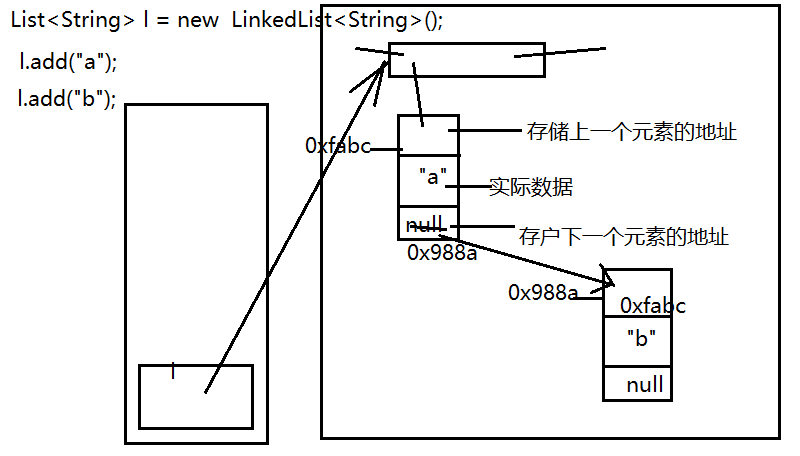 List<String> l = new LinkedList<String>();
l.add("a");
l.add("b");
存储上一个元素的地址
0xfabc
"a"
实际数据
null
存户下一个元素的地址
0x988a
0x988a
0xfabc
"b"
l
null